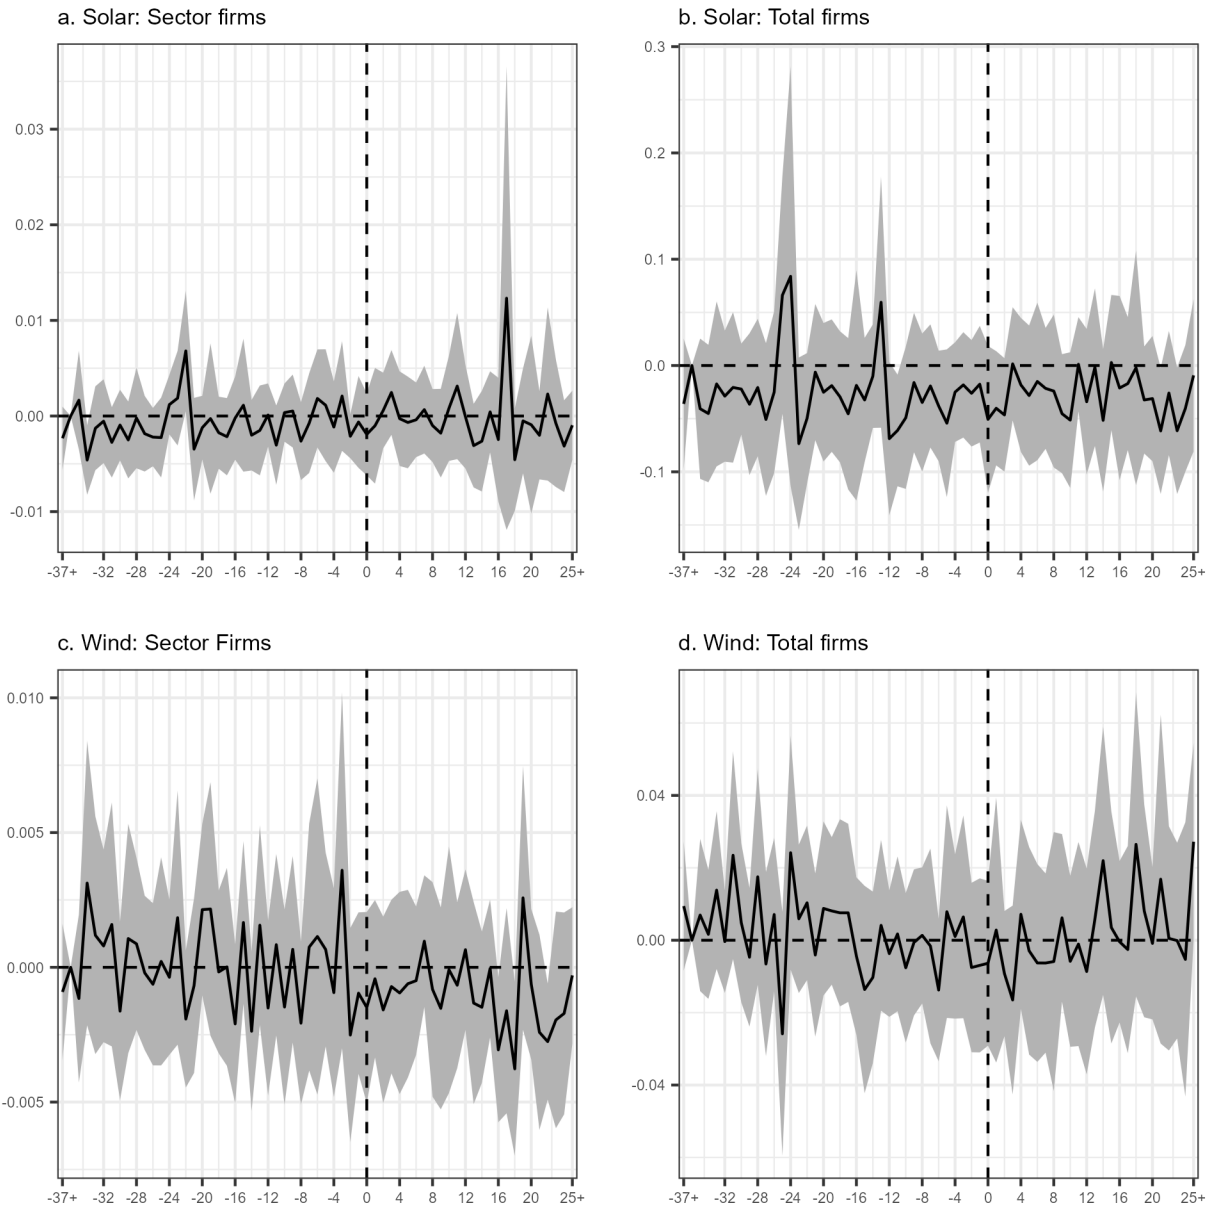 a. Solar: Sector firms
0.03
0.02
0.01
0.00
-0.01
-37+ -32 -28 -24 -20 -16 -12 -8 -4 0 4 8 12 16 20 25+
b. Solar: Total firms
0.3
0.2
0.1
0.0
-0.1
-37+ -32 -28 -24 -20 -16 -12 -8 -4 0 4 8 12 16 20 25+
c. Wind: Sector Firms
0.010
0.005
0.000
-0.005
-37+ -32 -28 -24 -20 -16 -12 -8 -4 0 4 8 12 16 20 25+
d. Wind: Total firms
0.04
0.00
-0.04
-37+ -32 -28 -24 -20 -16 -12 -8 -4 0 4 8 12 16 20 25+